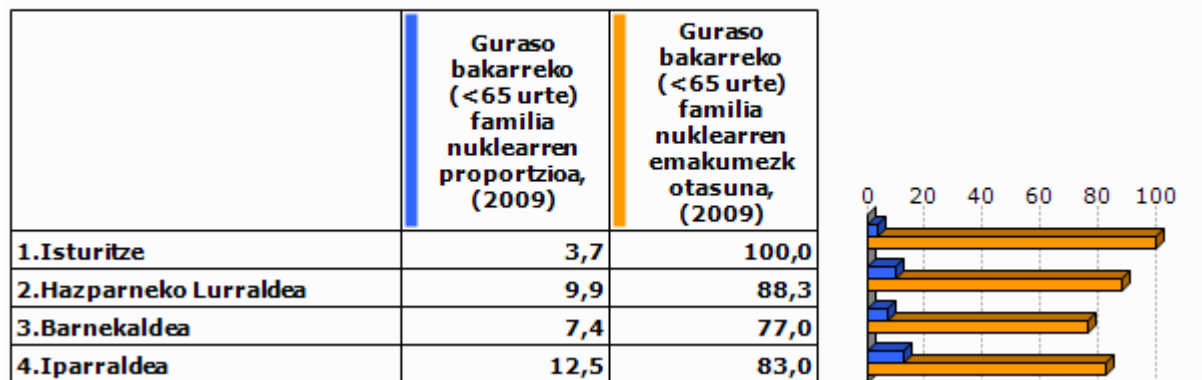 Guraso
bakarreko
(<65 urte)
familia
nuklearren
proportzioa,
(2009)
Guraso
bakarreko
(<65 urte)
familia
nuklearren
emakumezk
otasuna,
(2009)
0 20 40 60 80 100
1.Isturitze 3,7 100,0
2.Hazparneko Lurraldea 9,9 88,3
3.Barnekaldea 7,4 77,0
4.Iparraldea 12,5 83,0